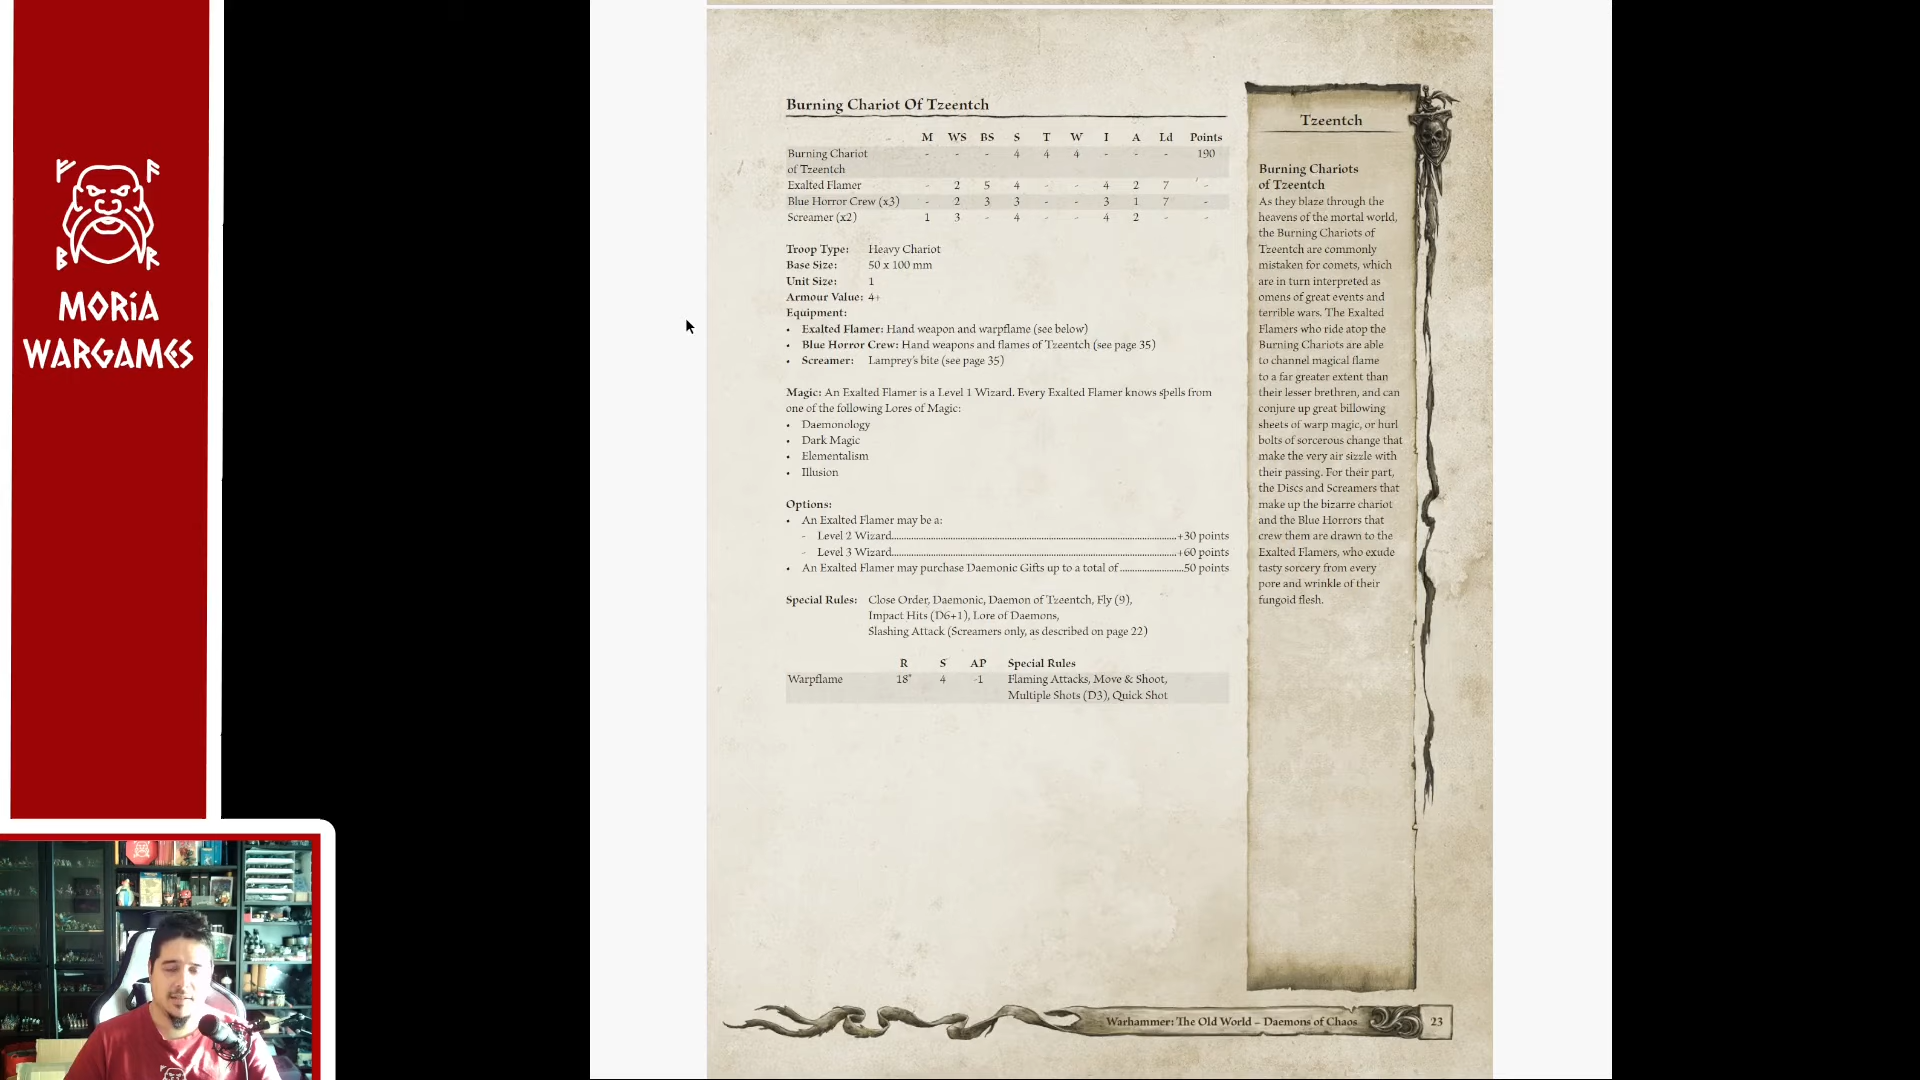 MORiA
WARGAMES
Burning Chariot Of Tzeentch
M WS BS S T W I A Ld Points
Burning Chariot - - - 4 4 4 - - - 190
of Tzeentch
Exalted Flamer - 2 5 4 - - 4 2 7 -
Blue Horror Crew (x3) - 2 3 3 - - 3 1 7 -
Screamer (x2) 1 3 - 4 - - 4 2 - -
Troop Type: Heavy Chariot
Base Size: 50 x 100 mm
Unit Size: 1
Armour Value: 4+
Equipment:
• Exalted Flamer: Hand weapon and warpflame (see below)
• Blue Horror Crew: Hand weapons and flames of Tzeentch (see page 35)
• Screamer: Lamprey's bite (see page 35)
Magic: An Exalted Flamer is a Level 1 Wizard. Every Exalted Flamer knows spells from
one of the following Lores of Magic:
• Daemonology
• Dark Magic
• Elementalism
• Illusion
Options:
• An Exalted Flamer may be a:
- Level 2 Wizard....................+30 points
- Level 3 Wizard....................+60 points
• An Exalted Flamer may purchase Daemonic Gifts up to a total of ....................50 points
Special Rules: Close Order, Daemonic, Daemon of Tzeentch, Fly (9),
Impact Hits (D6+1), Lore of Daemons,
Slashing Attack (Screamers only, as described on page 22)
R S AP Special Rules
Warpflame 18" 4 -1 Flaming Attacks, Move & Shoot,
Multiple Shots (D3), Quick Shot
Tzeentch
Burning Chariots
of Tzeentch
As they blaze through the
heavens of the mortal world,
the Burning Chariots of
Tzeentch are commonly
mistaken for comets, which
are in turn interpreted as
omens of great events and
terrible wars. The Exalted
Flamers who ride atop the
Burning Chariots are able
to channel magical flame
to a far greater extent than
their lesser brethren, and can
conjure up great billowing
sheets of warp magic, or hurl
bolts of sorcerous change that
make the very air sizzle with
their passing. For their part,
the Discs and Screamers that
make up the bizarre chariot
and the Blue Horrors that
crew them are drawn to the
Exalted Flamers, who exude
tasty sorcery from every
pore and wrinkle of their
fungoid flesh.
Warhammer: The Old World – Daemons of Chaos 23